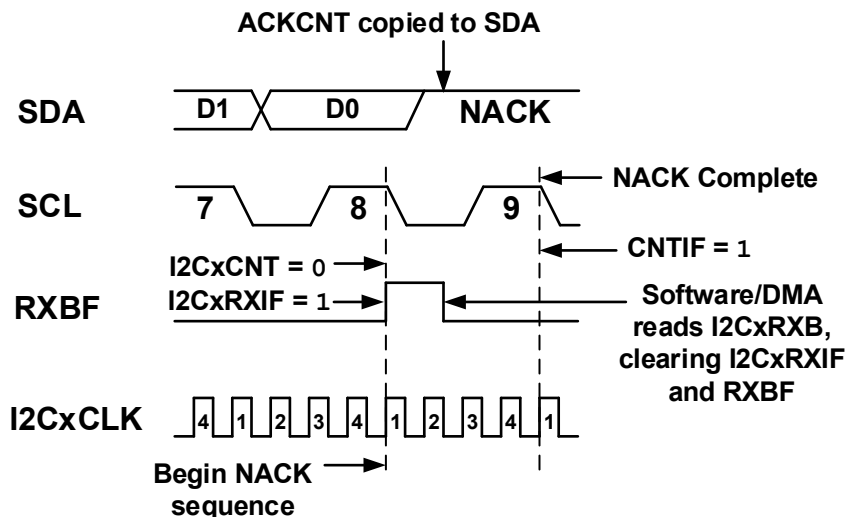 ACKCNT copied to SDA
SDA
D1
D0
NACK
SCL
7
8
9
NACK Complete
I2CxCNT = 0
CNTIF = 1
RXBF
I2CxRXIF = 1
Software/DMA
reads I2CxRXB,
clearing I2CxRXIF
and RXBF
I2CxCLK
4 1 2 3 4 1 2 3 4 1
Begin NACK
sequence